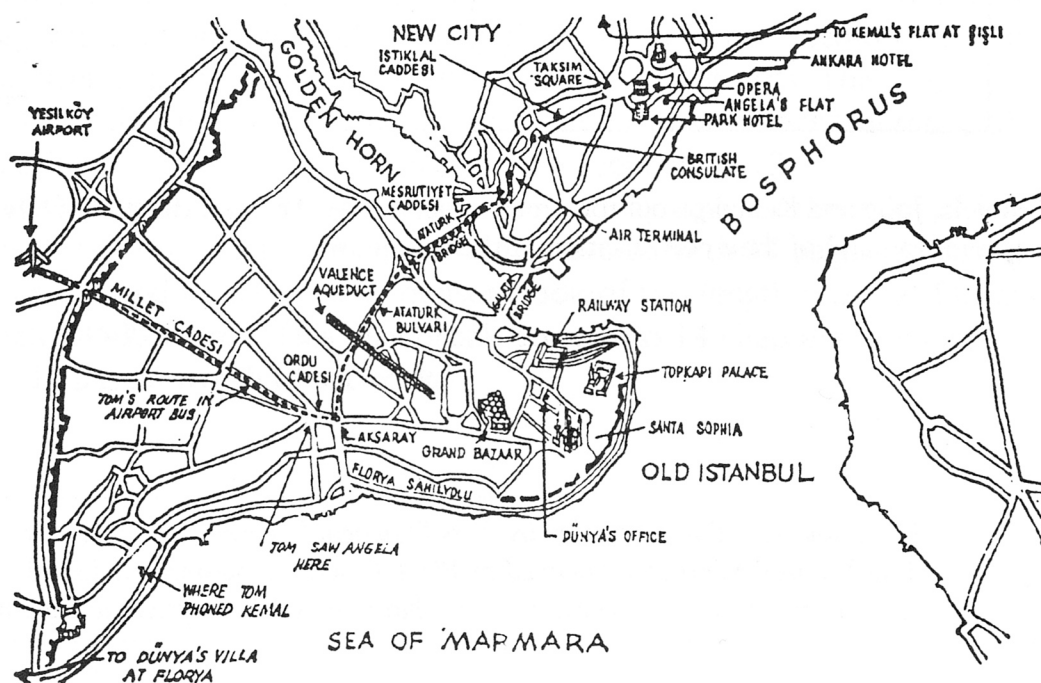 NEW CITY
ISTIKLAL
CADDESI
TAKSIM
SQUARE
TO KEMAL'S FLAT AT ŞIŞLI
ANKARA HOTEL
OPERA
ANGELA'S FLAT
PARK HOTEL
BRITISH
CONSULATE
BOSPHORUS
GOLDEN
HORN
YESILKÖY
AIRPORT
MESRUTIYET
CADDESI
ATATURK
BRIDGE
AIR TERMINAL
GALATA
BRIDGE
VALENCE
AQUEDUCT
ATATURK
BULVARI
RAILWAY STATION
MILLET CADESI
ORDU
CADESI
TOPKAPI PALACE
TOM'S ROUTE IN
AIRPORT BUS
AKSARAY
GRAND BAZAAR
SANTA SOPHIA
OLD ISTANBUL
FLORYA SAHILYOLU
DÜNYA'S OFFICE
TOM SAW ANGELA
HERE
WHERE TOM
PHONED KEMAL
SEA OF MARMARA
TO DÜNYA'S VILLA
AT FLORYA